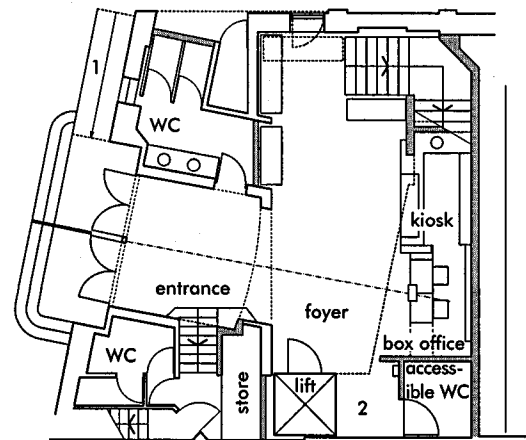 1
WC
kiosk
entrance
foyer
box office
WC
access-
ible WC
lift
store
2